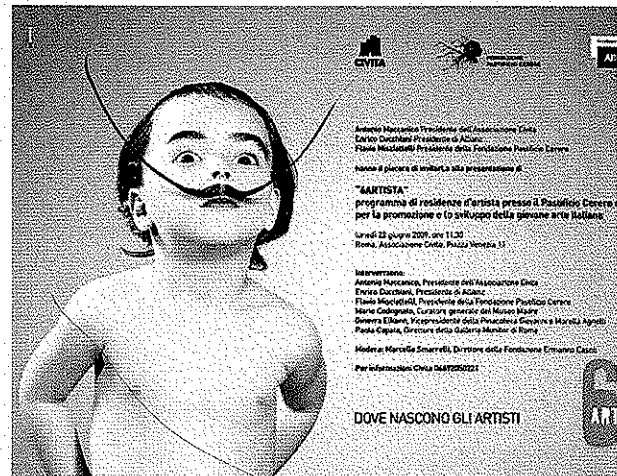 CIVITA
FONDAZIONE
PASTIFICIO CERERE
Antonio Maccanico Presidente dell'Associazione Civita
Enrico Cucchiani Presidente di Allianz
Flavio Misciattelli Presidente della Fondazione Pastificio Cerere
hanno il piacere di invitarLa alla presentazione di
"6ARTISTA"
programma di residenze d'artista presso il Pastificio Cerere
per la promozione e lo sviluppo della giovane arte italiana
lunedì 22 giugno 2009, ore 11.30
Roma, Associazione Civita, Piazza Venezia 11
Intervengono:
Antonio Maccanico, Presidente dell'Associazione Civita
Enrico Cucchiani, Presidente di Allianz
Flavio Misciattelli, Presidente della Fondazione Pastificio Cerere
Mario Codognato, Curatore generale del Museo Madre
Ginevra Elkann, Vicepresidente della Pinacoteca Giovanni e Marella Agnelli
Paola Capata, Direttore della Galleria Monitor di Roma
Modera: Marcello Smarrelli, Direttore della Fondazione Ermanno Casoli
Per informazioni Civita 06692050221
DOVE NASCONO GLI ARTISTI